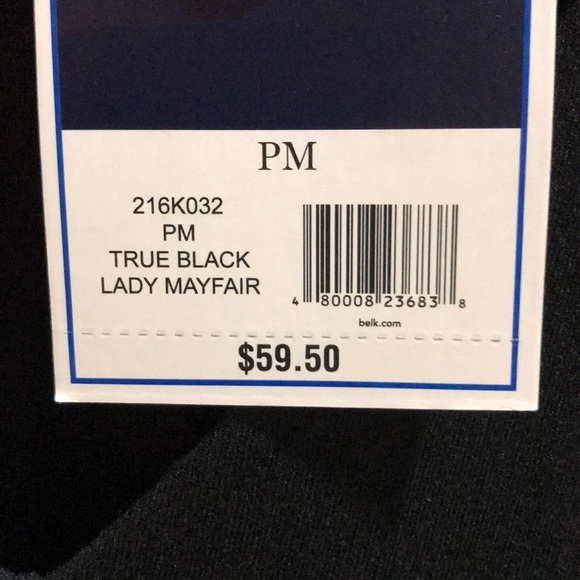 PM
216K032
PM
TRUE BLACK
LADY MAYFAIR
4 80008 23683 8
belk.com
$59.50